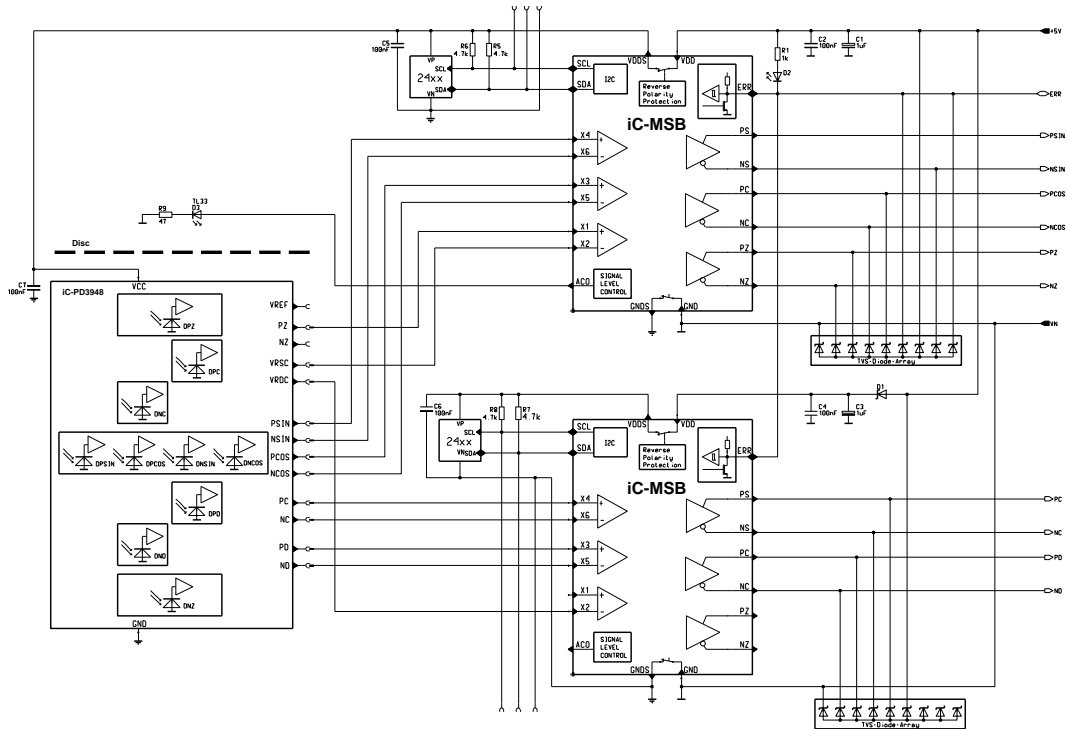 C5
100nF
R6
4.7k
R5
4.7k
VP
SCL
24xx
SDA
VN
SCL
SDA
I2C
VDDS
VDD
Reverse
Polarity
Protection
ERR
iC-MSB
X4
X6
X3
X5
X1
X2
ACO
SIGNAL
LEVEL
CONTROL
GNDS
GND
PS
NS
PC
NC
PZ
NZ
R1
1k
D2
C2
100nF
C1
1uF
+5V
ERR
PSIN
NSIN
PCOS
NCOS
PZ
NZ
VN
TVS-Diode-Array
R9
47
TL33
D3
Disc
C7
100nF
VCC
iC-PD3948
DPZ
DPC
DNC
DPSIN
DPCOS
DNSIN
DNCOS
DPD
DND
DNZ
GND
VREF
PZ
NZ
VRSC
VRDC
PSIN
NSIN
PCOS
NCOS
PC
NC
PD
ND
C6
100nF
R8
4.7k
R7
4.7k
VP
SCL
24xx
VN
SDA
SCL
SDA
I2C
VDDS
VDD
Reverse
Polarity
Protection
ERR
iC-MSB
X4
X6
X3
X5
X1
X2
ACO
SIGNAL
LEVEL
CONTROL
GNDS
GND
PS
NS
PC
NC
PZ
NZ
C4
100nF
C3
1uF
D1
PC
NC
PD
ND
TVS-Diode-Array